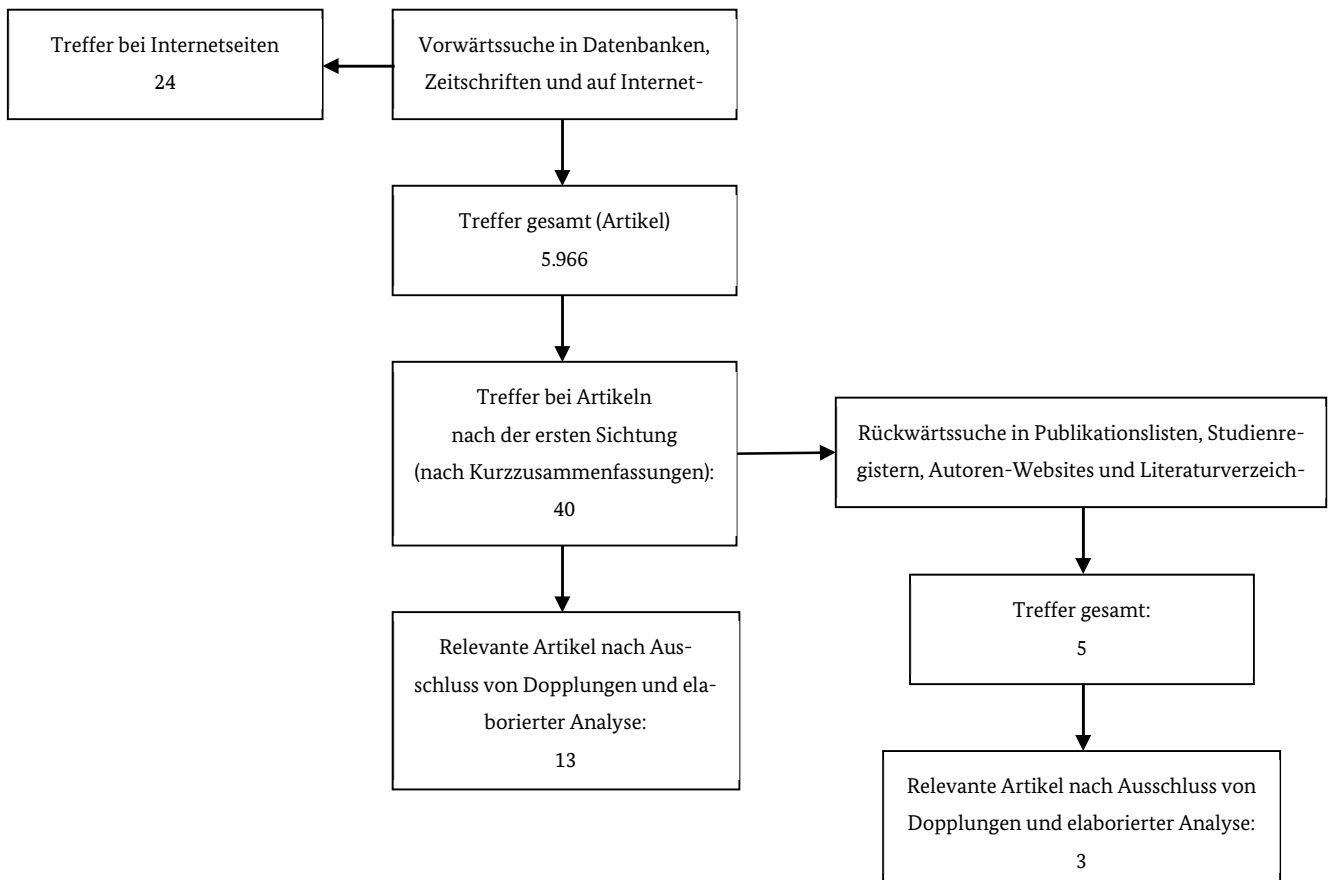 Treffer bei Internetseiten
24
Vorwärtssuche in Datenbanken,
Zeitschriften und auf Internet-
Treffer gesamt (Artikel)
5.966
Treffer bei Artikeln
nach der ersten Sichtung
(nach Kurzzusammenfassungen):
40
Rückwärtssuche in Publikationslisten, Studienre-
gistern, Autoren-Websites und Literaturverzeich-
Treffer gesamt:
5
Relevante Artikel nach Aus-
schluss von Dopplungen und ela-
borierter Analyse:
13
Relevante Artikel nach Ausschluss von
Dopplungen und elaborierter Analyse:
3